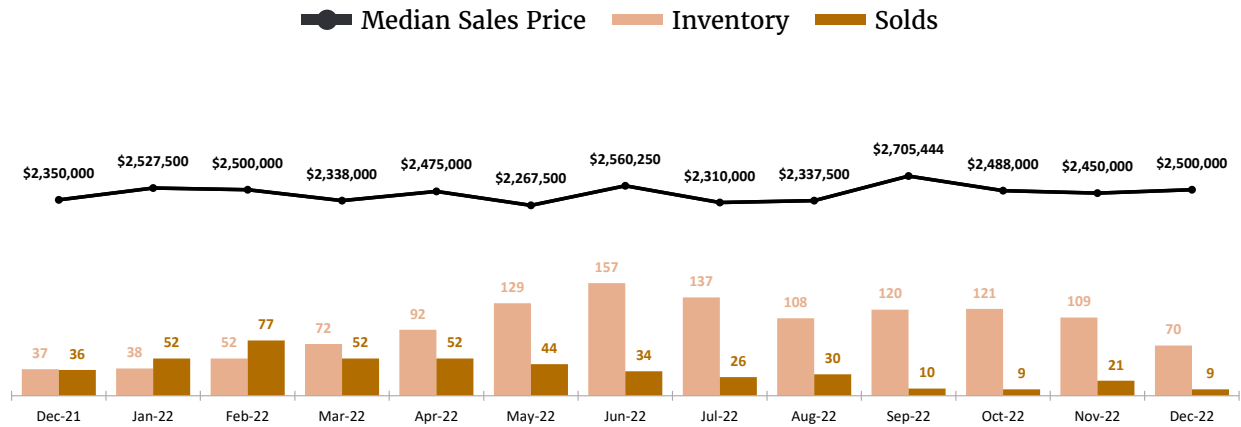 Median Sales Price Inventory Solds
$2,350,000 $2,527,500 $2,500,000 $2,338,000 $2,475,000 $2,267,500 $2,560,250 $2,310,000 $2,337,500 $2,705,444 $2,488,000 $2,450,000 $2,500,000
37 38 52 72 92 129 157 137 108 120 121 109 70
36 52 77 52 52 44 34 26 30 10 9 21 9
Dec-21 Jan-22 Feb-22 Mar-22 Apr-22 May-22 Jun-22 Jul-22 Aug-22 Sep-22 Oct-22 Nov-22 Dec-22